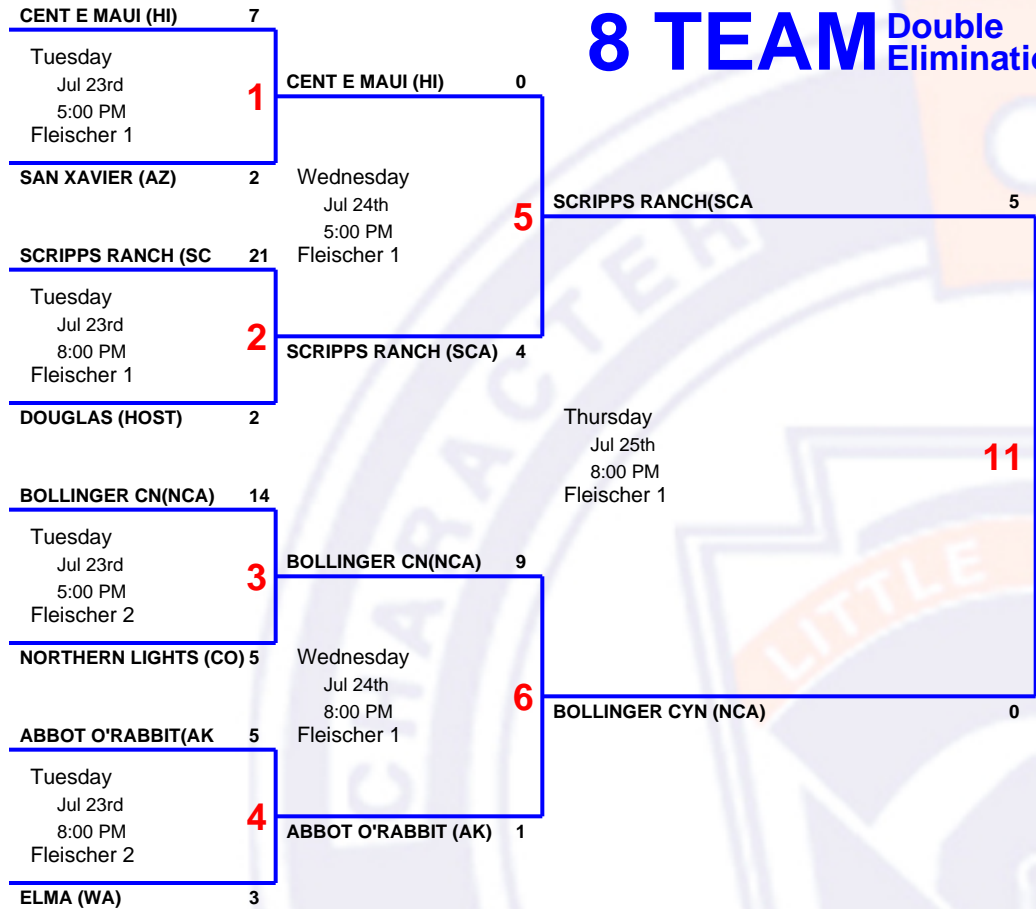 CENT E MAUI (HI) 7
8 TEAM Double
Eliminatio
Tuesday
Jul 23rd
5:00 PM
Fleischer 1
1
CENT E MAUI (HI) 0
SAN XAVIER (AZ) 2
Wednesday
Jul 24th
5:00 PM
Fleischer 1
5
SCRIPPS RANCH(SCA 5
SCRIPPS RANCH (SC 21
Tuesday
Jul 23rd
8:00 PM
Fleischer 1
2
SCRIPPS RANCH (SCA) 4
DOUGLAS (HOST) 2
Thursday
Jul 25th
8:00 PM
Fleischer 1
11
BOLLINGER CN(NCA) 14
Tuesday
Jul 23rd
5:00 PM
Fleischer 2
3
BOLLINGER CN(NCA) 9
NORTHERN LIGHTS (CO) 5
Wednesday
Jul 24th
8:00 PM
Fleischer 1
6
BOLLINGER CYN (NCA) 0
ABBOT O'RABBIT(AK 5
Tuesday
Jul 23rd
8:00 PM
Fleischer 2
4
ABBOT O'RABBIT (AK) 1
ELMA (WA) 3
CHARACTER
LITTLE